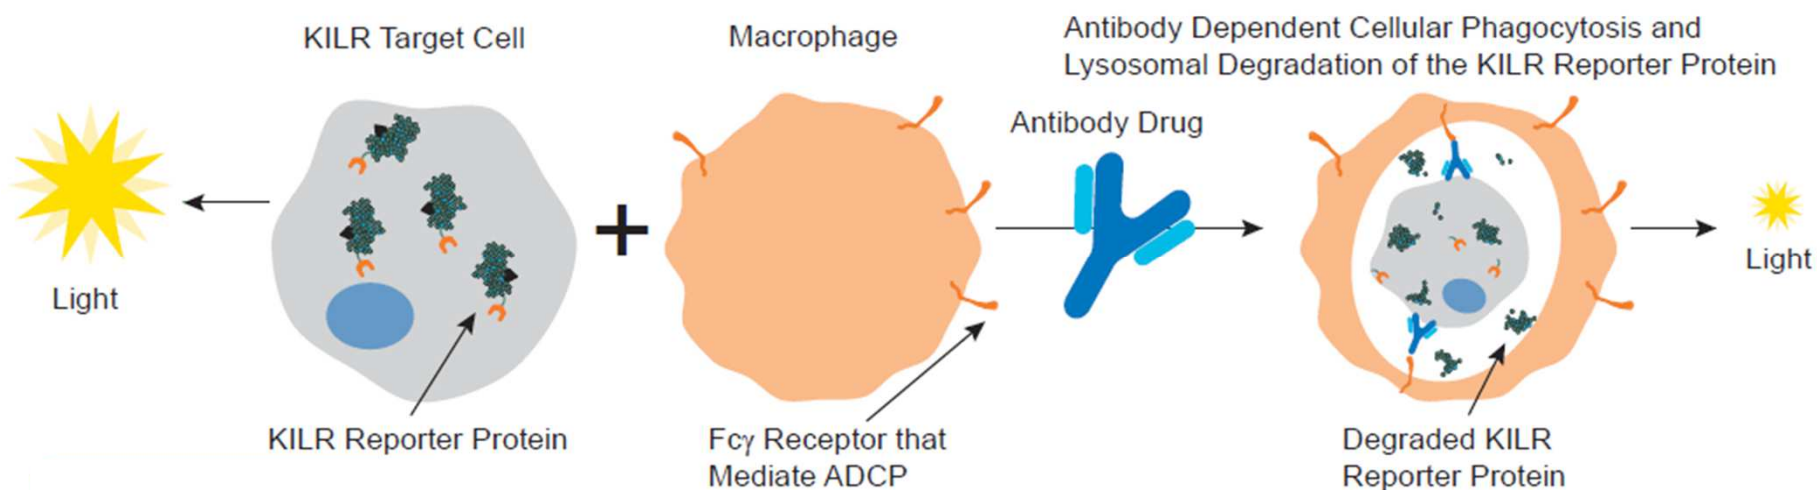 KILR Target Cell
Macrophage
Antibody Dependent Cellular Phagocytosis and
Lysosomal Degradation of the KILR Reporter Protein
Antibody Drug
Light
Light
KILR Reporter Protein
Fcγ Receptor that
Mediate ADCP
Degraded KILR
Reporter Protein